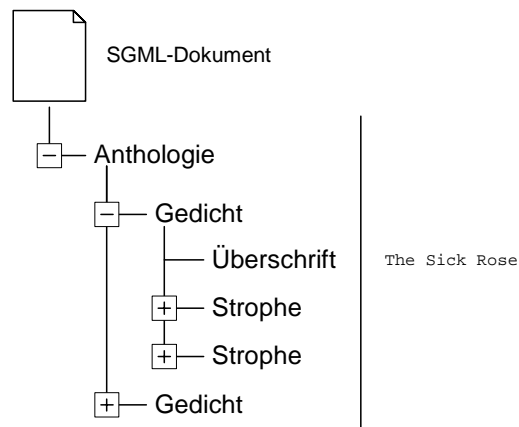 SGML-Dokument
Anthologie
Gedicht
Überschrift The Sick Rose
Strophe
Strophe
Gedicht